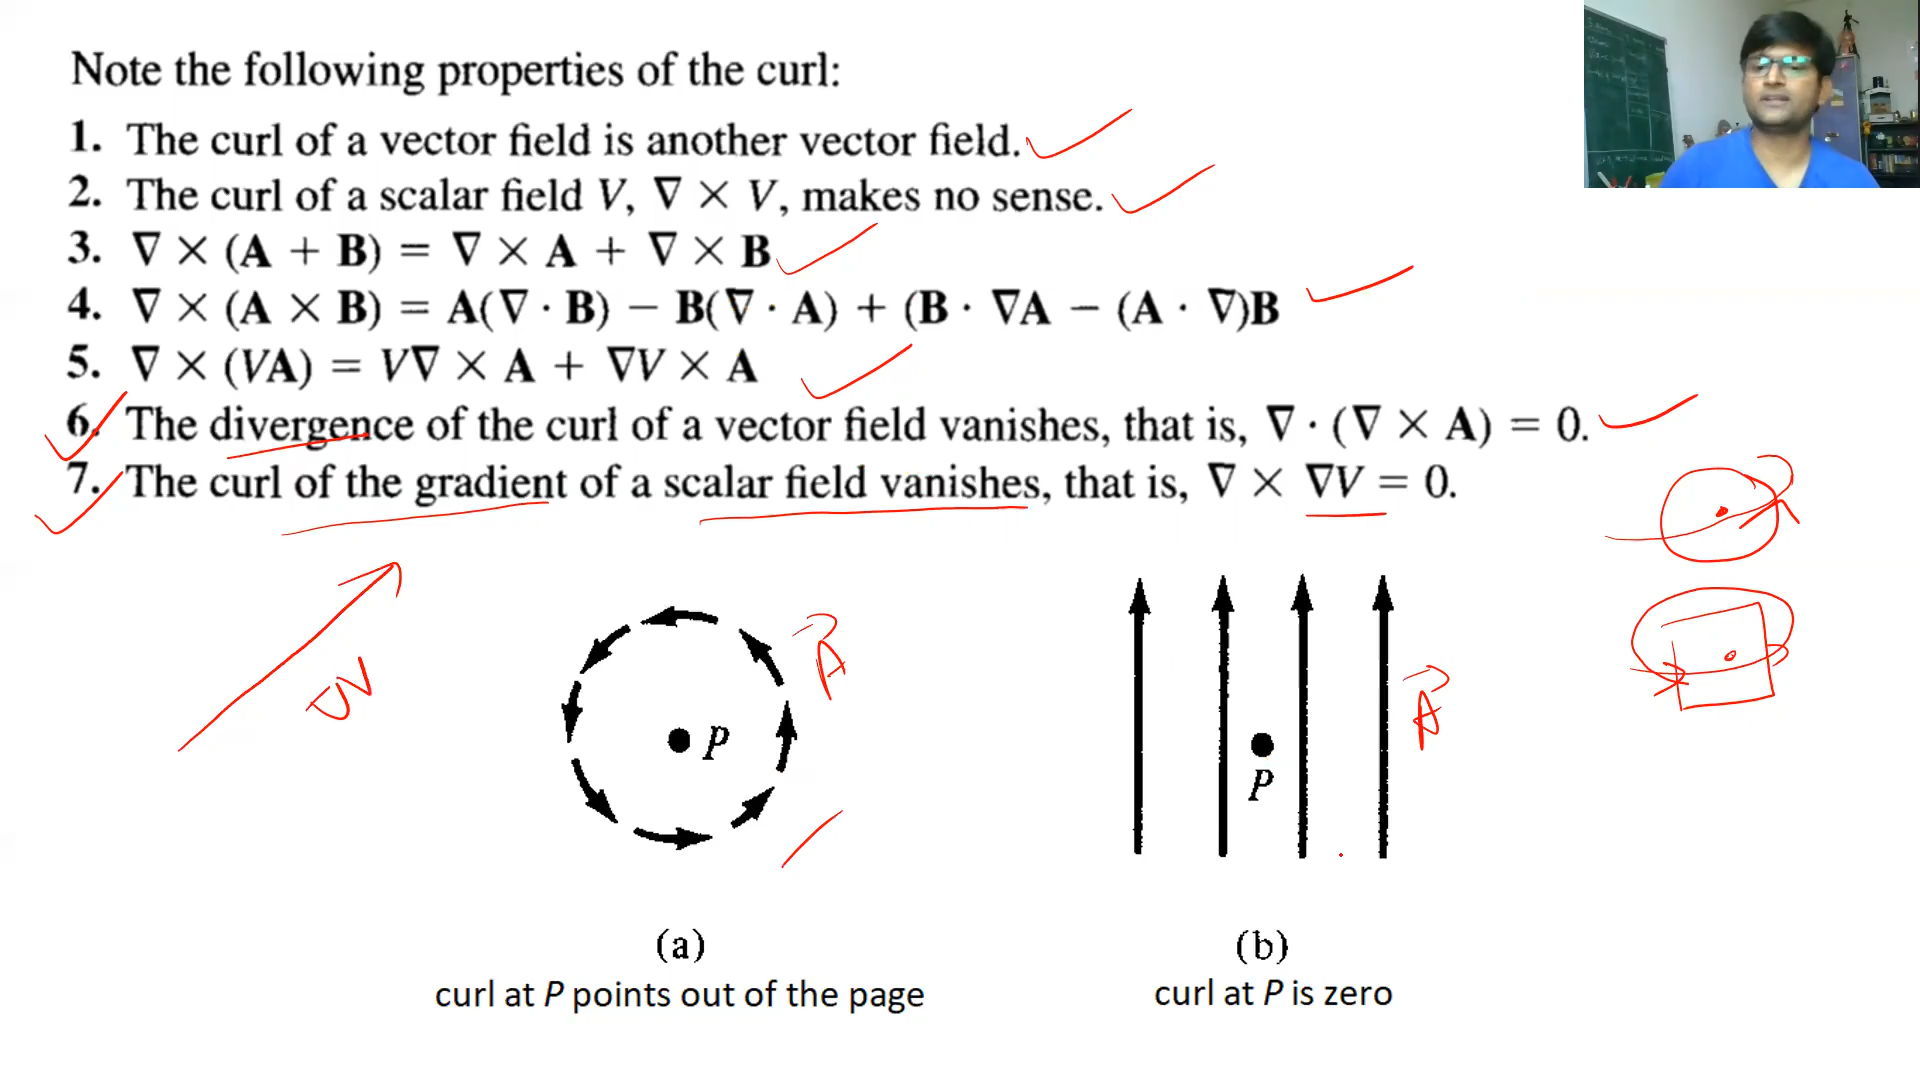 Note the following properties of the curl:
1. The curl of a vector field is another vector field.
2. The curl of a scalar field V, ∇ × V, makes no sense.
3. ∇ × (A + B) = ∇ × A + ∇ × B
4. ∇ × (A × B) = A(∇ · B) − B(∇ · A) + (B · ∇A − (A · ∇)B
5. ∇ × (VA) = V∇ × A + ∇V × A
6. The divergence of the curl of a vector field vanishes, that is, ∇ · (∇ × A) = 0.
7. The curl of the gradient of a scalar field vanishes, that is, ∇ × ∇V = 0.
∇V
A⃗
A⃗
P
P
(a)
(b)
curl at P points out of the page
curl at P is zero